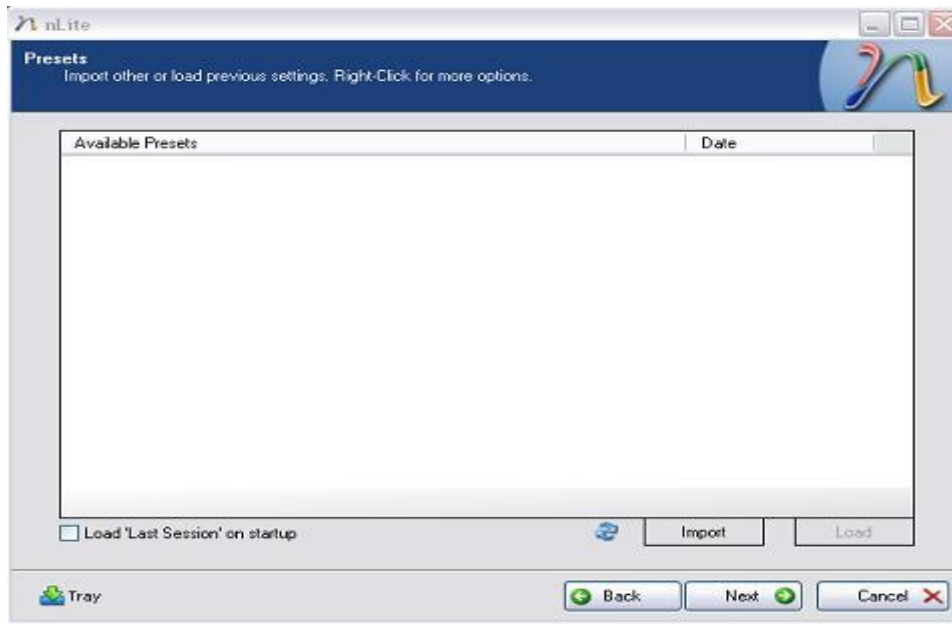 nLite
Presets
Import other or load previous settings. Right-Click for more options.
Available Presets Date
Load 'Last Session' on startup Import Load
Tray Back Next Cancel